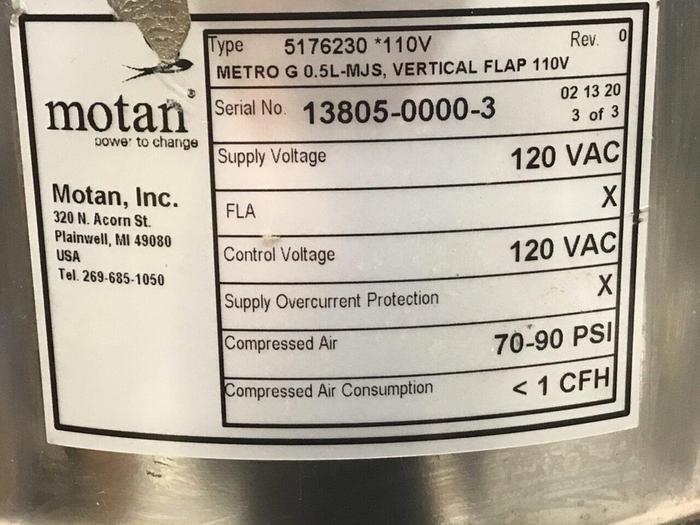 motan®
power to change
Motan, Inc.
320 N. Acorn St.
Plainwell, MI 49080
USA
Tel. 269-685-1050
Type 5176230 *110V Rev. 0
METRO G 0.5L-MJS, VERTICAL FLAP 110V
Serial No. 13805-0000-3 02 13 20
3 of 3
Supply Voltage 120 VAC
FLA X
Control Voltage 120 VAC
Supply Overcurrent Protection X
Compressed Air 70-90 PSI
Compressed Air Consumption < 1 CFH